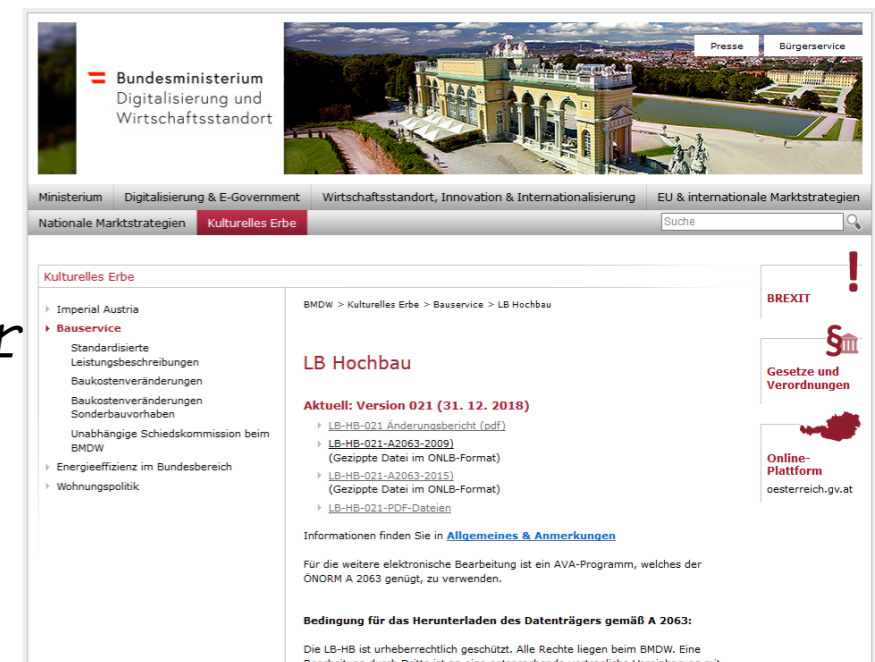 Bundesministerium
Digitalisierung und
Wirtschaftsstandort
Presse Bürgerservice
Ministerium Digitalisierung & E-Government Wirtschaftsstandort, Innovation & Internationalisierung EU & internationale Marktstrategien
Nationale Marktstrategien Kulturelles Erbe Suche
Kulturelles Erbe
Imperial Austria
Bauservice
Standardisierte
Leistungsbeschreibungen
Baukostenveränderungen
Baukostenveränderungen
Sonderbauvorhaben
Unabhängige Schiedskommission beim
BMDW
Energieeffizienz im Bundesbereich
Wohnungspolitik
r
BMDW > Kulturelles Erbe > Bauservice > LB Hochbau
LB Hochbau
Aktuell: Version 021 (31. 12. 2018)
LB-HB-021 Änderungsbericht (pdf)
LB-HB-021-A2063-2009)
(Gezippte Datei im ONLB-Format)
LB-HB-021-A2063-2015)
(Gezippte Datei im ONLB-Format)
LB-HB-021-PDF-Dateien
Informationen finden Sie in Allgemeines & Anmerkungen
Für die weitere elektronische Bearbeitung ist ein AVA-Programm, welches der
ÖNORM A 2063 genügt, zu verwenden.
Bedingung für das Herunterladen des Datenträgers gemäß A 2063:
Die LB-HB ist urheberrechtlich geschützt. Alle Rechte liegen beim BMDW. Eine
!
BREXIT
§
Gesetze und
Verordnungen
Online-
Plattform
oesterreich.gv.at